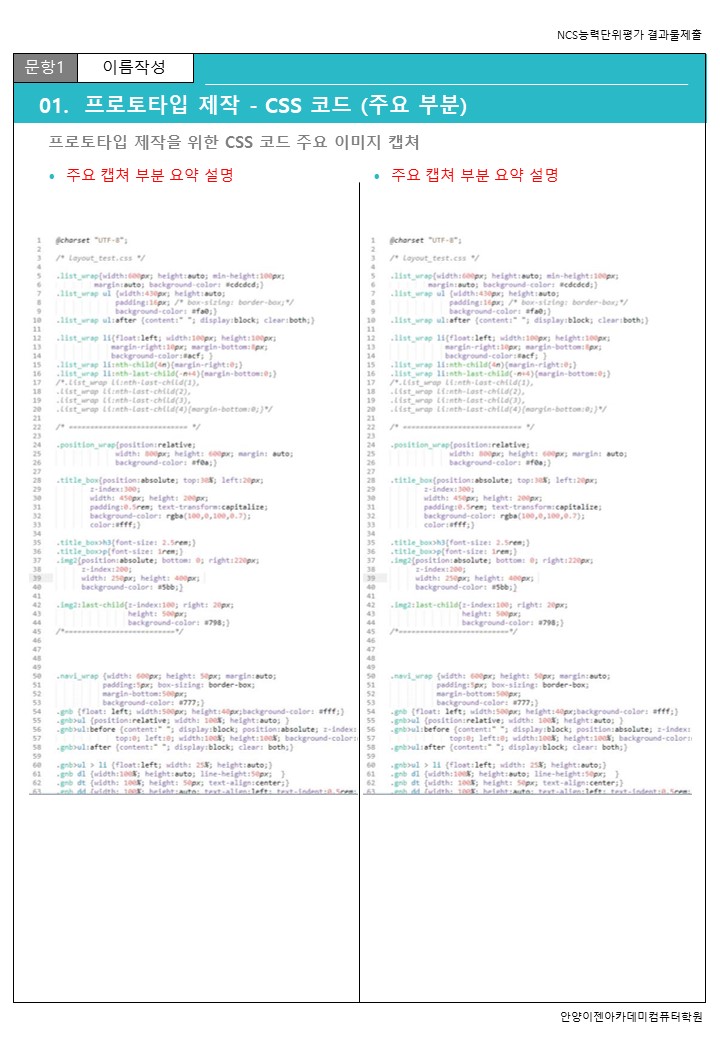 NCS능력단위평가 결과물제출
문항1
이름작성
01. 프로토타입 제작 - CSS 코드 (주요 부분)
프로토타입 제작을 위한 CSS 코드 주요 이미지 캡쳐
• 주요 캡쳐 부분 요약 설명
1 @charset "UTF-8";
2
3 /* layout_test.css */
4
5 .list_wrap{width:600px; height:auto; min-height:100px;
6 margin:auto; background-color: #cdcdcd;}
7 .list_wrap ul {width:430px; height:auto;
8 padding:16px; /* box-sizing: border-box;*/
9 background-color: #fa0;}
10 .list_wrap ul:after {content:" "; display:block; clear:both;}
11
12 .list_wrap li{float:left; width:100px; height:100px;
13 margin-right:10px; margin-bottom:8px;
14 background-color:#acf; }
15 .list_wrap li:nth-child(4n){margin-right:0;}
16 .list_wrap li:nth-last-child(-n+4){margin-bottom:0;}
17 /*.list_wrap li:nth-last-child(1),
18 .list_wrap li:nth-last-child(2),
19 .list_wrap li:nth-last-child(3),
20 .list_wrap li:nth-last-child(4){margin-bottom:0;}*/
21
22 /* =========================== */
23
24 .position_wrap{position:relative;
25 width: 800px; height: 600px; margin: auto;
26 background-color: #f0a;}
27
28 .title_box{position:absolute; top:30%; left:20px;
29 z-index:300;
30 width: 450px; height: 200px;
31 padding:0.5rem; text-transform:capitalize;
32 background-color: rgba(100,0,100,0.7);
33 color:#fff;}
34
35 .title_box>h3{font-size: 2.5rem;}
36 .title_box>p{font-size: 1rem;}
37 .img2{position:absolute; bottom: 0; right:220px;
38 z-index:200;
39 width: 250px; height: 400px;
40 background-color: #5bb;}
41
42 .img2:last-child{z-index:100; right: 20px;
43 height: 500px;
44 background-color: #798;}
45 /*=========================*/
46
47
48
49
50 .navi_wrap {width: 600px; height: 50px; margin:auto;
51 padding:5px; box-sizing: border-box;
52 margin-bottom:500px;
53 background-color: #777;}
54 .gnb {float: left; width:500px; height:40px;background-color: #fff;}
55 .gnb>ul {position:relative; width: 100%; height:auto; }
56 .gnb>ul:before {content:" "; display:block; position:absolute; z-index:
57 top:0; left:0; width:100%; height:100%; background-color:
58 .gnb>ul:after {content:" "; display:block; clear: both;}
59
60 .gnb>ul > li {float:left; width: 25%; height:auto;}
61 .gnb dl {width:100%; height:auto; line-height:50px; }
62 .gnb dt {width: 100%; height: 50px; text-align:center;}
63 .gnb dd {width: 100%; height:auto; text-align:left; text-indent:0.5rem;
• 주요 캡쳐 부분 요약 설명
1 @charset "UTF-8";
2
3 /* layout_test.css */
4
5 .list_wrap{width:600px; height:auto; min-height:100px;
6 margin:auto; background-color: #cdcdcd;}
7 .list_wrap ul {width:430px; height:auto;
8 padding:16px; /* box-sizing: border-box;*/
9 background-color: #fa0;}
10 .list_wrap ul:after {content:" "; display:block; clear:both;}
11
12 .list_wrap li{float:left; width:100px; height:100px;
13 margin-right:10px; margin-bottom:8px;
14 background-color:#acf; }
15 .list_wrap li:nth-child(4n){margin-right:0;}
16 .list_wrap li:nth-last-child(-n+4){margin-bottom:0;}
17 /*.list_wrap li:nth-last-child(1),
18 .list_wrap li:nth-last-child(2),
19 .list_wrap li:nth-last-child(3),
20 .list_wrap li:nth-last-child(4){margin-bottom:0;}*/
21
22 /* =========================== */
23
24 .position_wrap{position:relative;
25 width: 800px; height: 600px; margin: auto;
26 background-color: #f0a;}
27
28 .title_box{position:absolute; top:30%; left:20px;
29 z-index:300;
30 width: 450px; height: 200px;
31 padding:0.5rem; text-transform:capitalize;
32 background-color: rgba(100,0,100,0.7);
33 color:#fff;}
34
35 .title_box>h3{font-size: 2.5rem;}
36 .title_box>p{font-size: 1rem;}
37 .img2{position:absolute; bottom: 0; right:220px;
38 z-index:200;
39 width: 250px; height: 400px;
40 background-color: #5bb;}
41
42 .img2:last-child{z-index:100; right: 20px;
43 height: 500px;
44 background-color: #798;}
45 /*=========================*/
46
47
48
49
50 .navi_wrap {width: 600px; height: 50px; margin:auto;
51 padding:5px; box-sizing: border-box;
52 margin-bottom:500px;
53 background-color: #777;}
54 .gnb {float: left; width:500px; height:40px;background-color: #fff;}
55 .gnb>ul {position:relative; width: 100%; height:auto; }
56 .gnb>ul:before {content:" "; display:block; position:absolute; z-index:
57 top:0; left:0; width:100%; height:100%; background-color:
58 .gnb>ul:after {content:" "; display:block; clear: both;}
59
60 .gnb>ul > li {float:left; width: 25%; height:auto;}
61 .gnb dl {width:100%; height:auto; line-height:50px; }
62 .gnb dt {width: 100%; height: 50px; text-align:center;}
63 .gnb dd {width: 100%; height:auto; text-align:left; text-indent:0.5rem;
안양이젠아카데미컴퓨터학원